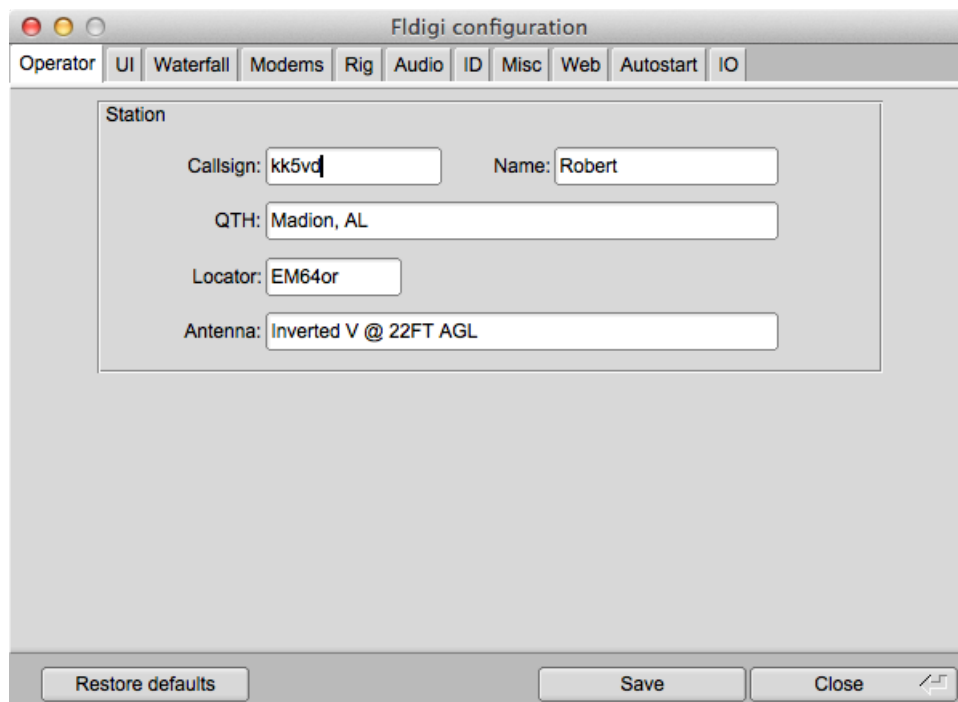 Fldigi configuration
Operator UI Waterfall Modems Rig Audio ID Misc Web Autostart IO
Station
Callsign: kk5vd Name: Robert
QTH: Madion, AL
Locator: EM64or
Antenna: Inverted V @ 22FT AGL
Restore defaults Save Close